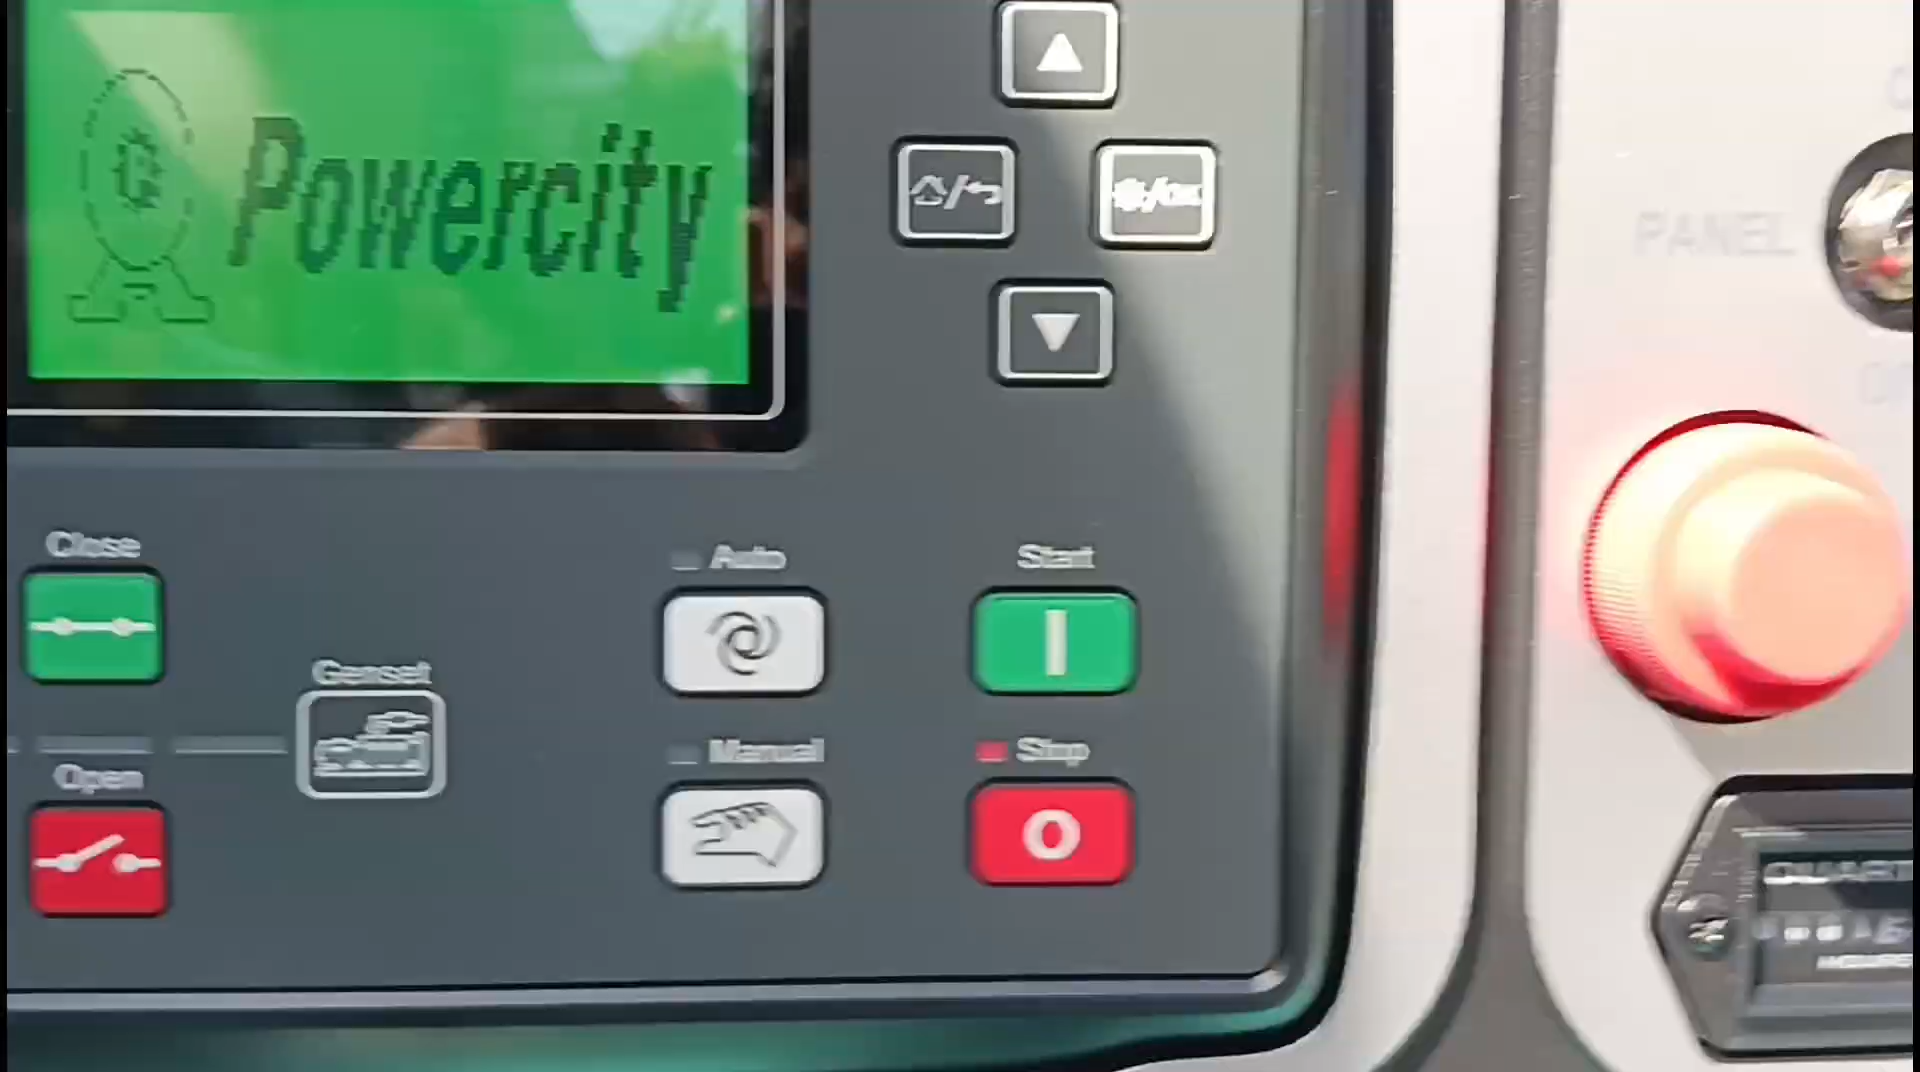 Powercity
PANEL
Close
Auto
Start
Genset
Manual
Stop
Open
O